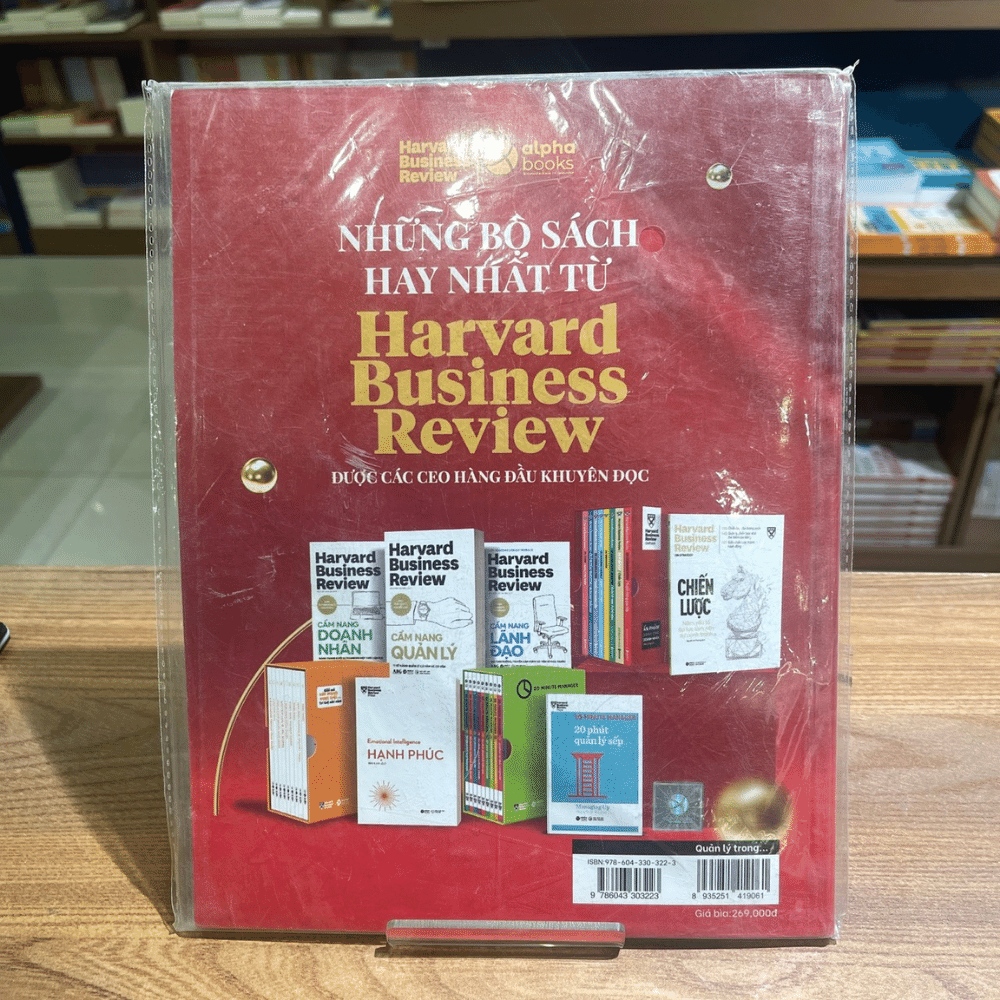 Harvard
Business
Review
alpha
books
NHỮNG BỘ SÁCH
HAY NHẤT TỪ
Harvard
Business
Review
ĐƯỢC CÁC CEO HÀNG ĐẦU KHUYÊN ĐỌC
Harvard
Business
Review
CẨM NANG
DOANH
NHÂN
Harvard
Business
Review
CẨM NANG
QUẢN LÝ
Harvard
Business
Review
CẨM NANG
LÃNH
ĐẠO
Harvard
Business
Review
CHIẾN
LƯỢC
Emotional Intelligence
HẠNH PHÚC
20 MINUTE MANAGER
20 MINUTE MANAGER
20 phút
quản lý sếp
Managing Up
Quản lý trong...
ISBN:978-604-330-322-3
9 786043 303223
8 935251 419061
Giá bìa:269,000đ